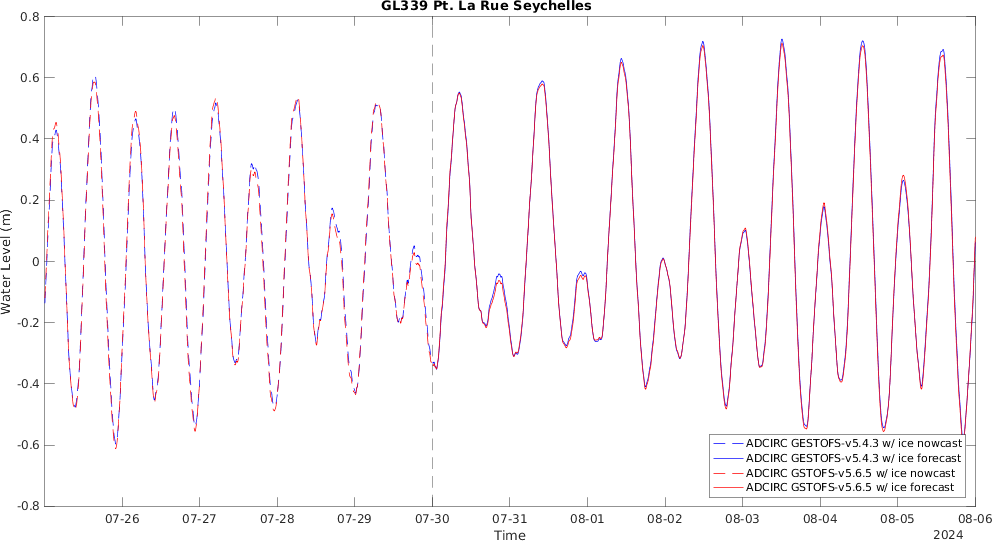 GL339 Pt. La Rue Seychelles
0.8
0.6
0.4
0.2
0
-0.2
-0.4
-0.6
-0.8
Water Level (m)
07-26 07-27 07-28 07-29 07-30 07-31 08-01 08-02 08-03 08-04 08-05 08-06
Time
2024
ADCIRC GESTOFS-v5.4.3 w/ ice nowcast
ADCIRC GESTOFS-v5.4.3 w/ ice forecast
ADCIRC GSTOFS-v5.6.5 w/ ice nowcast
ADCIRC GSTOFS-v5.6.5 w/ ice forecast